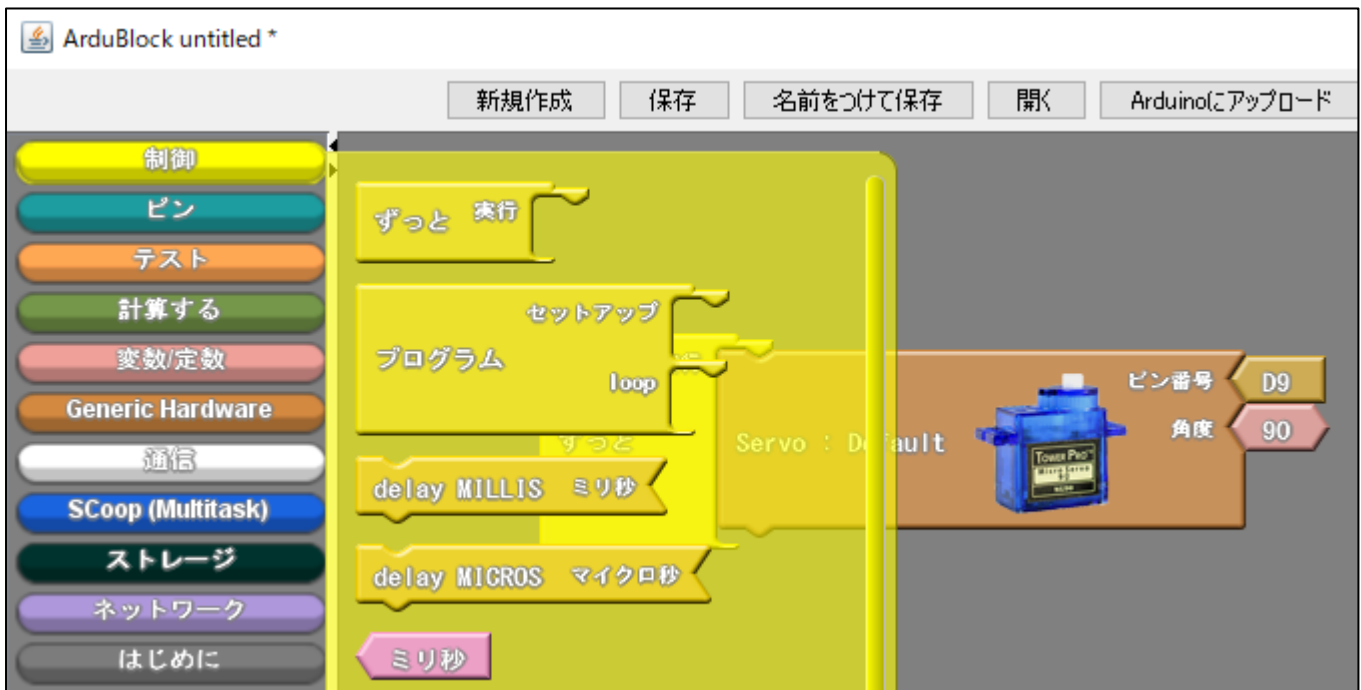 ArduBlock untitled *
新規作成
保存
名前をつけて保存
開く
Arduinoにアップロード
制御
ピン
テスト
計算する
変数/定数
Generic Hardware
通信
SCoop (Multitask)
ストレージ
ネットワーク
はじめに
ずっと 実行
セットアップ
プログラム
loop
delay MILLIS ミリ秒
delay MICROS マイクロ秒
ミリ秒
ずっと
Servo : Default
ピン番号 D9
角度 90
Tower Pro
Micro Servo